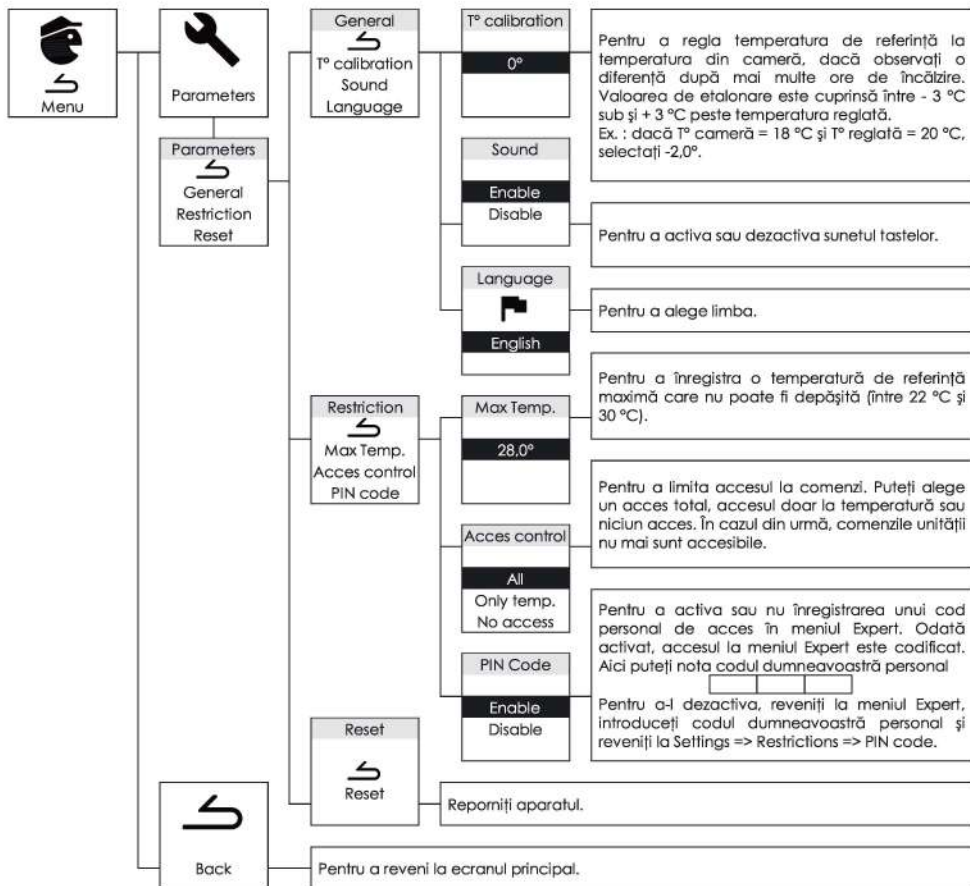 Menu
Parameters
Parameters
General
Restriction
Reset
General
T° calibration
Sound
Language
T° calibration
0°
Pentru a regla temperatura de referință la
temperatura din cameră, dacă observați o
diferență după mai multe ore de încălzire.
Valoarea de etalonare este cuprinsă între - 3 °C
sub și + 3 °C peste temperatura reglată.
Ex. : dacă T° cameră = 18 °C și T° reglată = 20 °C,
selectați -2,0°.
Sound
Enable
Disable
Pentru a activa sau dezactiva sunetul tastelor.
Language
English
Pentru a alege limba.
Restriction
Max Temp.
Acces control
PIN code
Max Temp.
28,0°
Pentru a înregistra o temperatură de referință
maximă care nu poate fi depășită (între 22 °C și
30 °C).
Acces control
All
Only temp.
No access
Pentru a limita accesul la comenzi. Puteți alege
un acces total, accesul doar la temperatură sau
niciun acces. În cazul din urmă, comenzile unității
nu mai sunt accesibile.
PIN Code
Enable
Disable
Pentru a activa sau nu înregistrarea unui cod
personal de acces în meniul Expert. Odată
activat, accesul la meniul Expert este codificat.
Aici puteți nota codul dumneavoastră personal
Pentru a-l dezactiva, reveniți la meniul Expert,
introduceți codul dumneavoastră personal și
reveniți la Settings => Restrictions => PIN code.
Reset
Reset
Reporniți aparatul.
Back
Pentru a reveni la ecranul principal.